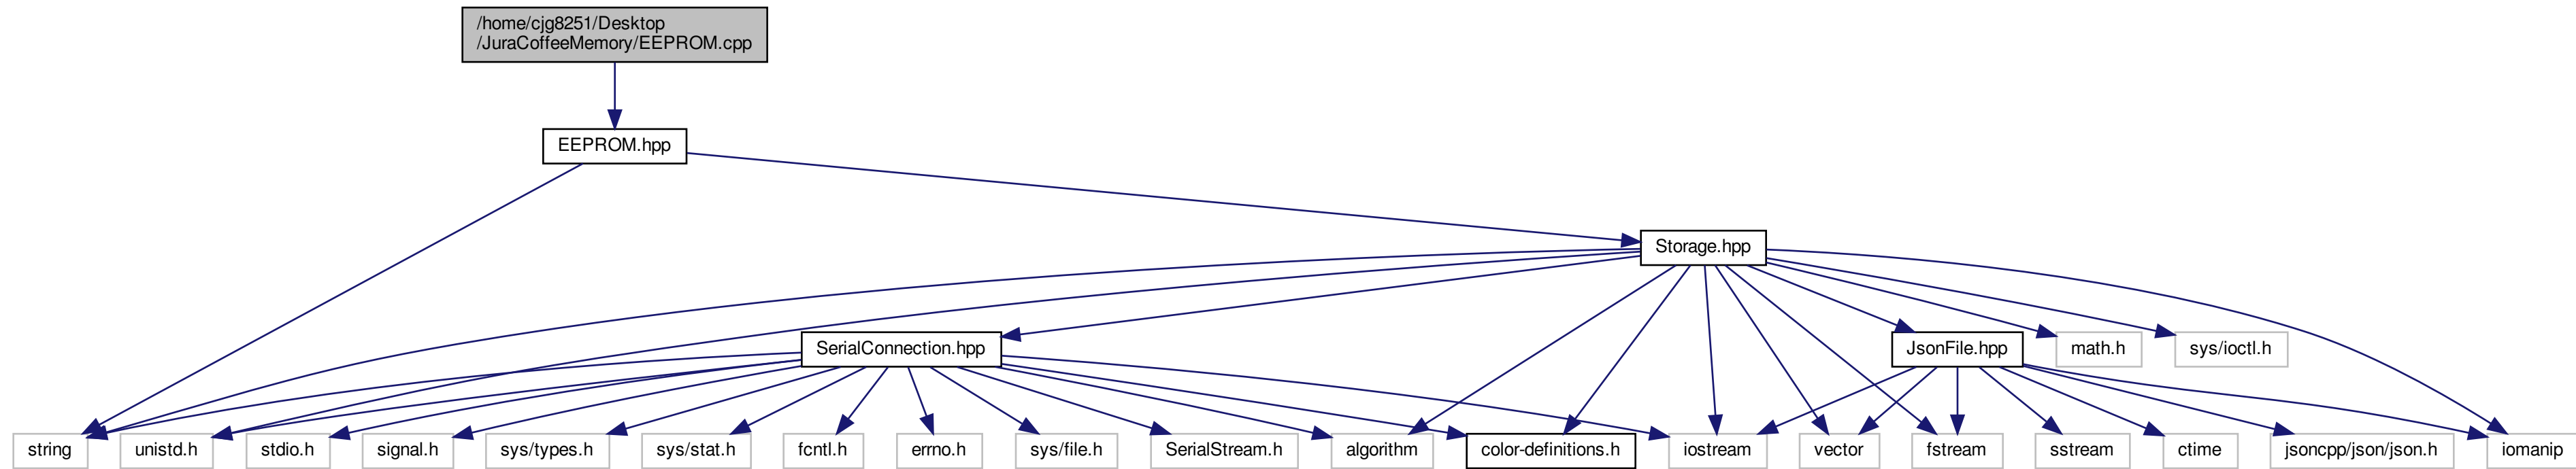 /home/cjg8251/Desktop
/JuraCoffeeMemory/EEPROM.cpp
EEPROM.hpp
Storage.hpp
SerialConnection.hpp
JsonFile.hpp
math.h
sys/ioctl.h
string
unistd.h
stdio.h
signal.h
sys/types.h
sys/stat.h
fcntl.h
errno.h
sys/file.h
SerialStream.h
algorithm
color-definitions.h
iostream
vector
fstream
sstream
ctime
jsoncpp/json/json.h
iomanip